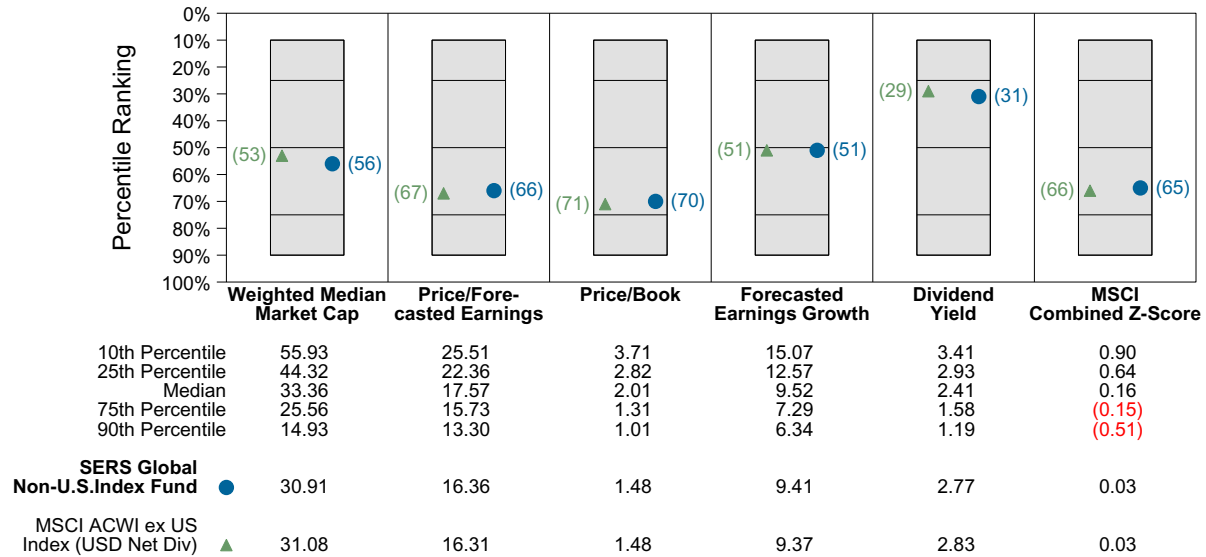 0%
10%
20%
30%
40%
50%
60%
70%
80%
90%
100%
Percentile Ranking
(53) (56)
(67) (66)
(71) (70)
(51) (51)
(29) (31)
(66) (65)
Weighted Median Market Cap
Price/Fore- casted Earnings
Price/Book
Forecasted Earnings Growth
Dividend Yield
MSCI Combined Z-Score
10th Percentile 55.93 25.51 3.71 15.07 3.41 0.90
25th Percentile 44.32 22.36 2.82 12.57 2.93 0.64
Median 33.36 17.57 2.01 9.52 2.41 0.16
75th Percentile 25.56 15.73 1.31 7.29 1.58 (0.15)
90th Percentile 14.93 13.30 1.01 6.34 1.19 (0.51)
SERS Global
Non-U.S.Index Fund 30.91 16.36 1.48 9.41 2.77 0.03
MSCI ACWI ex US
Index (USD Net Div) 31.08 16.31 1.48 9.37 2.83 0.03